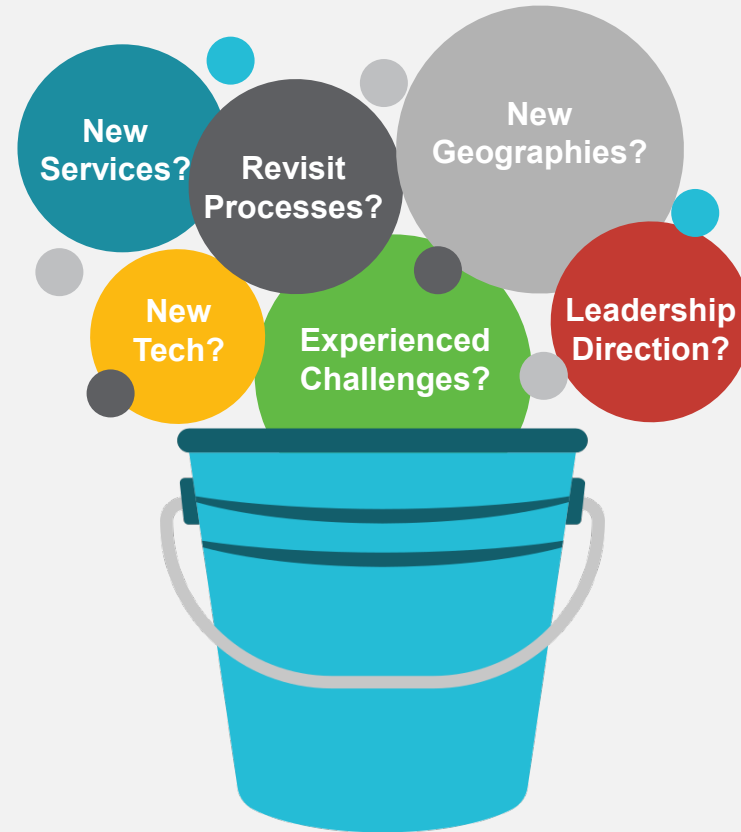 New
Services?
Revisit
Processes?
New
Geographies?
New
Tech?
Experienced
Challenges?
Leadership
Direction?